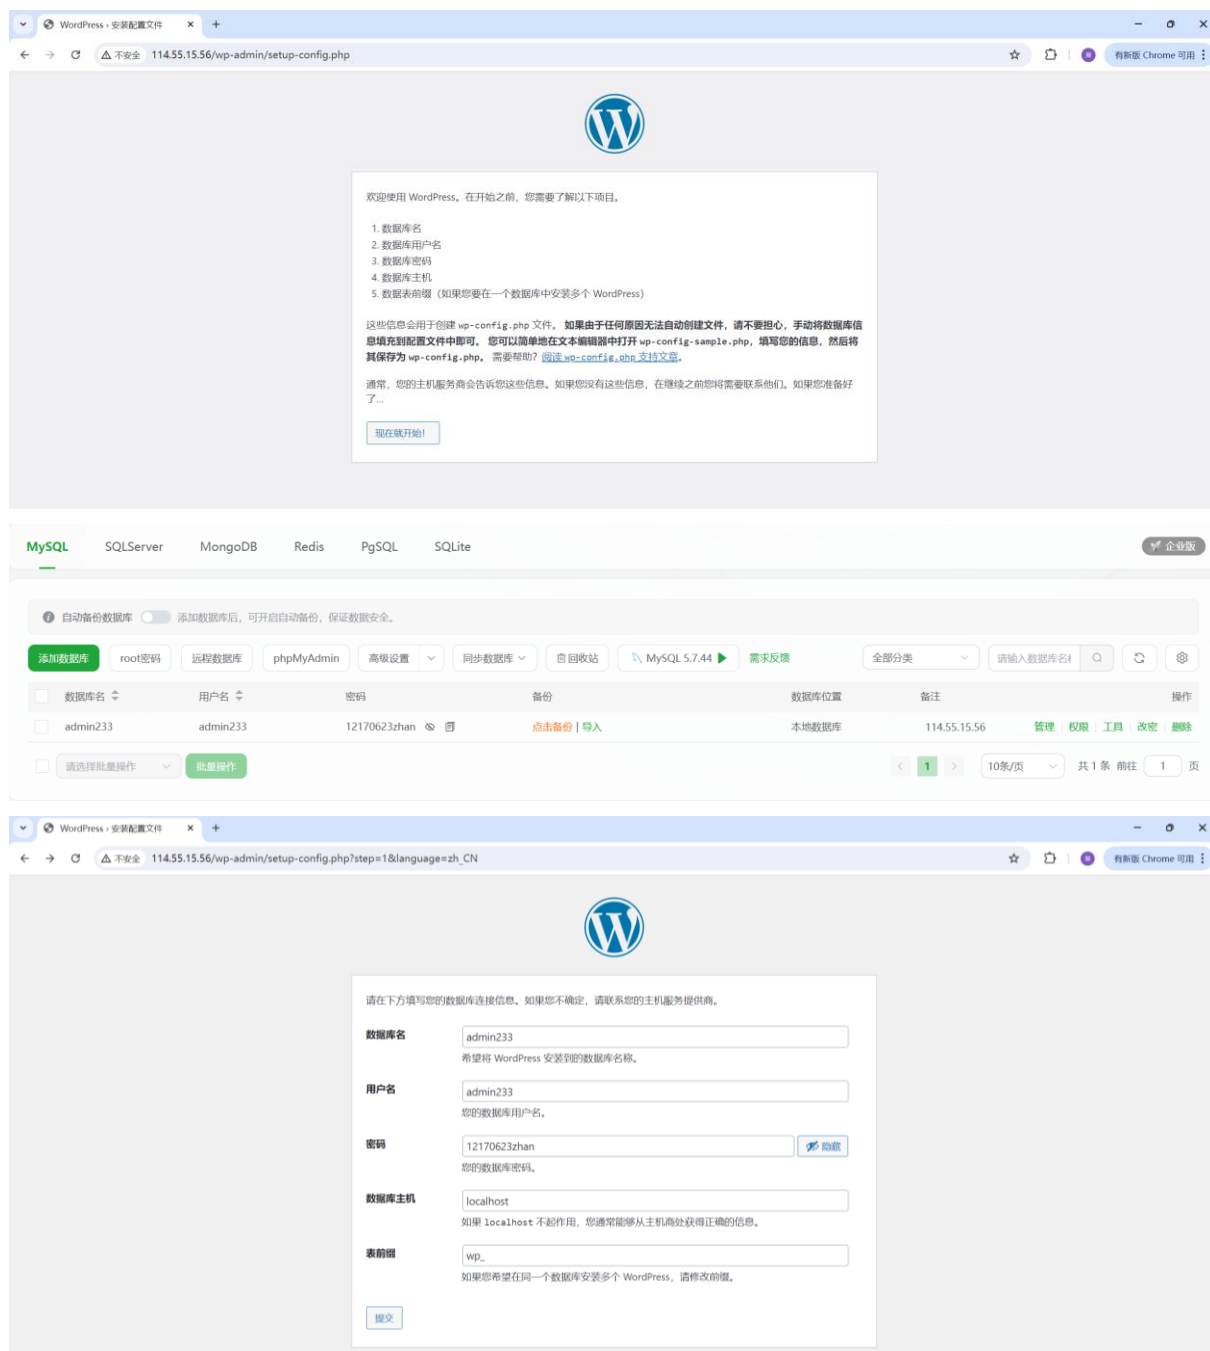 WordPress › 安装配置文件
不安全 114.55.15.56/wp-admin/setup-config.php
有新版 Chrome 可用
欢迎使用 WordPress。在开始之前，您需要了解以下项目。
1. 数据库名
2. 数据库用户名
3. 数据库密码
4. 数据库主机
5. 数据表前缀（如果您要在一个数据库中安装多个 WordPress）
这些信息会用于创建 wp-config.php 文件。 如果由于任何原因无法自动创建文件，请不要担心，手动将数据库信
息填充到配置文件中即可。 您可以简单地在文本编辑器中打开 wp-config-sample.php，填写您的信息，然后将
其保存为 wp-config.php。 需要帮助？阅读 wp-config.php 支持文章。
通常，您的主机服务商会告诉您这些信息。如果您没有这些信息，在继续之前您将需要联系他们。如果您准备好
了...
现在就开始！
MySQL SQLServer MongoDB Redis PgSQL SQLite 企业版
自动备份数据库 添加数据库后，可开启自动备份，保证数据安全。
添加数据库 root密码 远程数据库 phpMyAdmin 高级设置 同步数据库 回收站 MySQL 5.7.44 需求反馈 全部分类 请输入数据库名称
数据库名 用户名 密码 备份 数据库位置 备注 操作
admin233 admin233 12170623zhan 点击备份 | 导入 本地数据库 114.55.15.56 管理 | 权限 | 工具 | 改密 | 删除
请选择批量操作 批量操作 1 10条/页 共 1 条 前往 1 页
WordPress › 安装配置文件
不安全 114.55.15.56/wp-admin/setup-config.php?step=1&language=zh_CN
有新版 Chrome 可用
请在下方填写您的数据库连接信息。如果您不确定，请联系您的主机服务提供商。
数据库名 admin233
希望将 WordPress 安装到的数据库名称。
用户名 admin233
您的数据库用户名。
密码 12170623zhan 隐藏
您的数据库密码。
数据库主机 localhost
如果 localhost 不起作用，您通常能够从主机商处获得正确的信息。
表前缀 wp_
如果您希望在同一个数据库安装多个 WordPress，请修改前缀。
提交